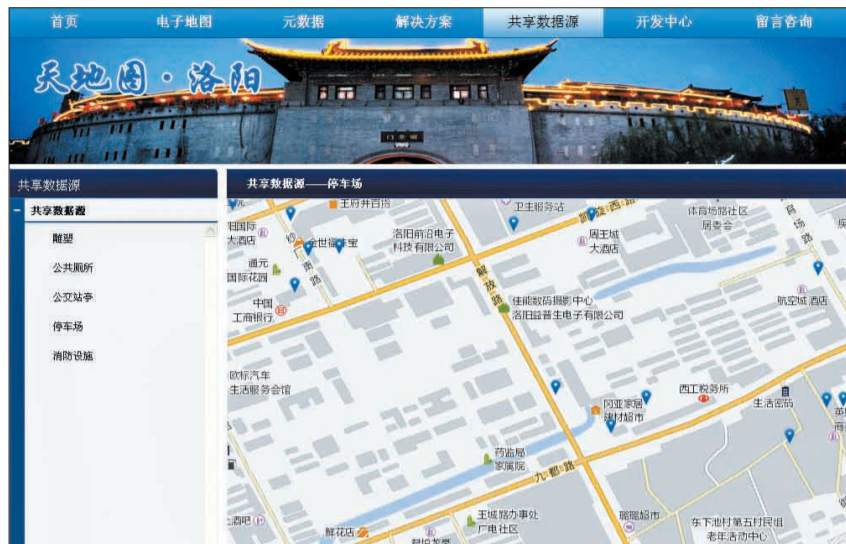 首页 电子地图 元数据 解决方案 共享数据源 开发中心 留言咨询
天地图·洛阳
共享数据源
共享数据源
雕塑
公共厕所
公交站亭
停车场
消防设施
共享数据源——停车场
王府井百货
卫生服务站
体育场路社区
居委会
阳国际
大酒店
金世福珠宝
洛阳前沿电子
科技有限公司
周王城
大酒店
通元
国际花园
解放路
中国
工商银行
佳能数码摄影中心
洛阳益普生电子有限公司
航空城酒店
欧标汽车
生活服务会馆
西工税务所
生活密码
冈亚家居
建材超市
药监局
家属院
九都路
王城路办事处
广电社区
鲜花店
酒吧
璐璐超市
东下池村第五村民组
老年活动中心